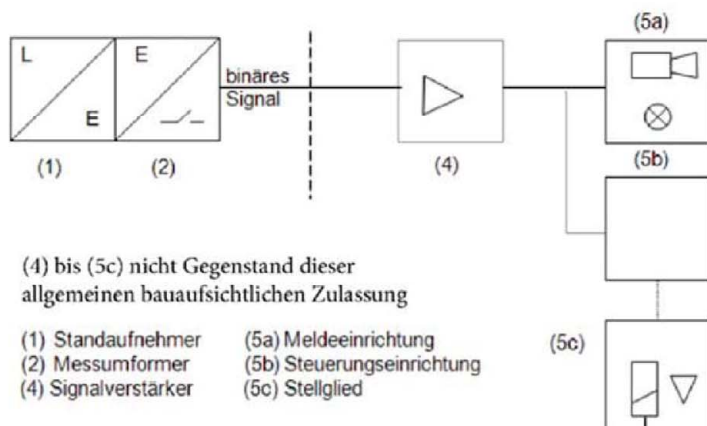 L
E
E
binäres
Signal
(1)
(2)
(4)
(5a)
(5b)
(5c)
(4) bis (5c) nicht Gegenstand dieser
allgemeinen bauaufsichtlichen Zulassung
(1) Standaufnehmer
(2) Messumformer
(4) Signalverstärker
(5a) Meldeeinrichtung
(5b) Steuerungseinrichtung
(5c) Stellglied